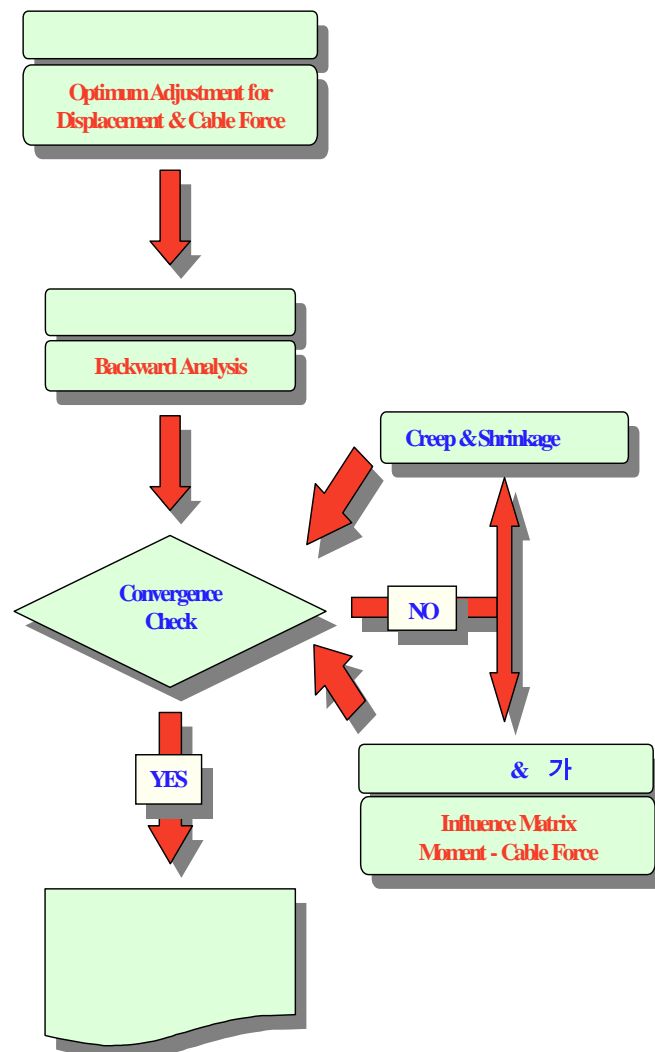 Optimum Adjustment for
Displacement & Cable Force
Backward Analysis
Creep & Shrinkage
Convergence
Check
NO
YES
& 가
Influence Matrix
Moment - Cable Force